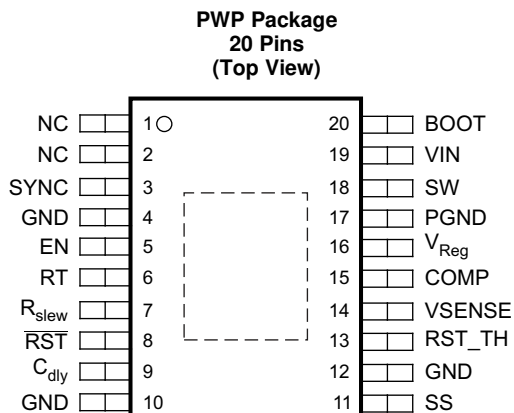 PWP Package
20 Pins
(Top View)
NC 1 20 BOOT
NC 2 19 VIN
SYNC 3 18 SW
GND 4 17 PGND
EN 5 16 VReg
RT 6 15 COMP
Rslew 7 14 VSENSE
R̅S̅T̅ 8 13 RST_TH
Cdly 9 12 GND
GND 10 11 SS